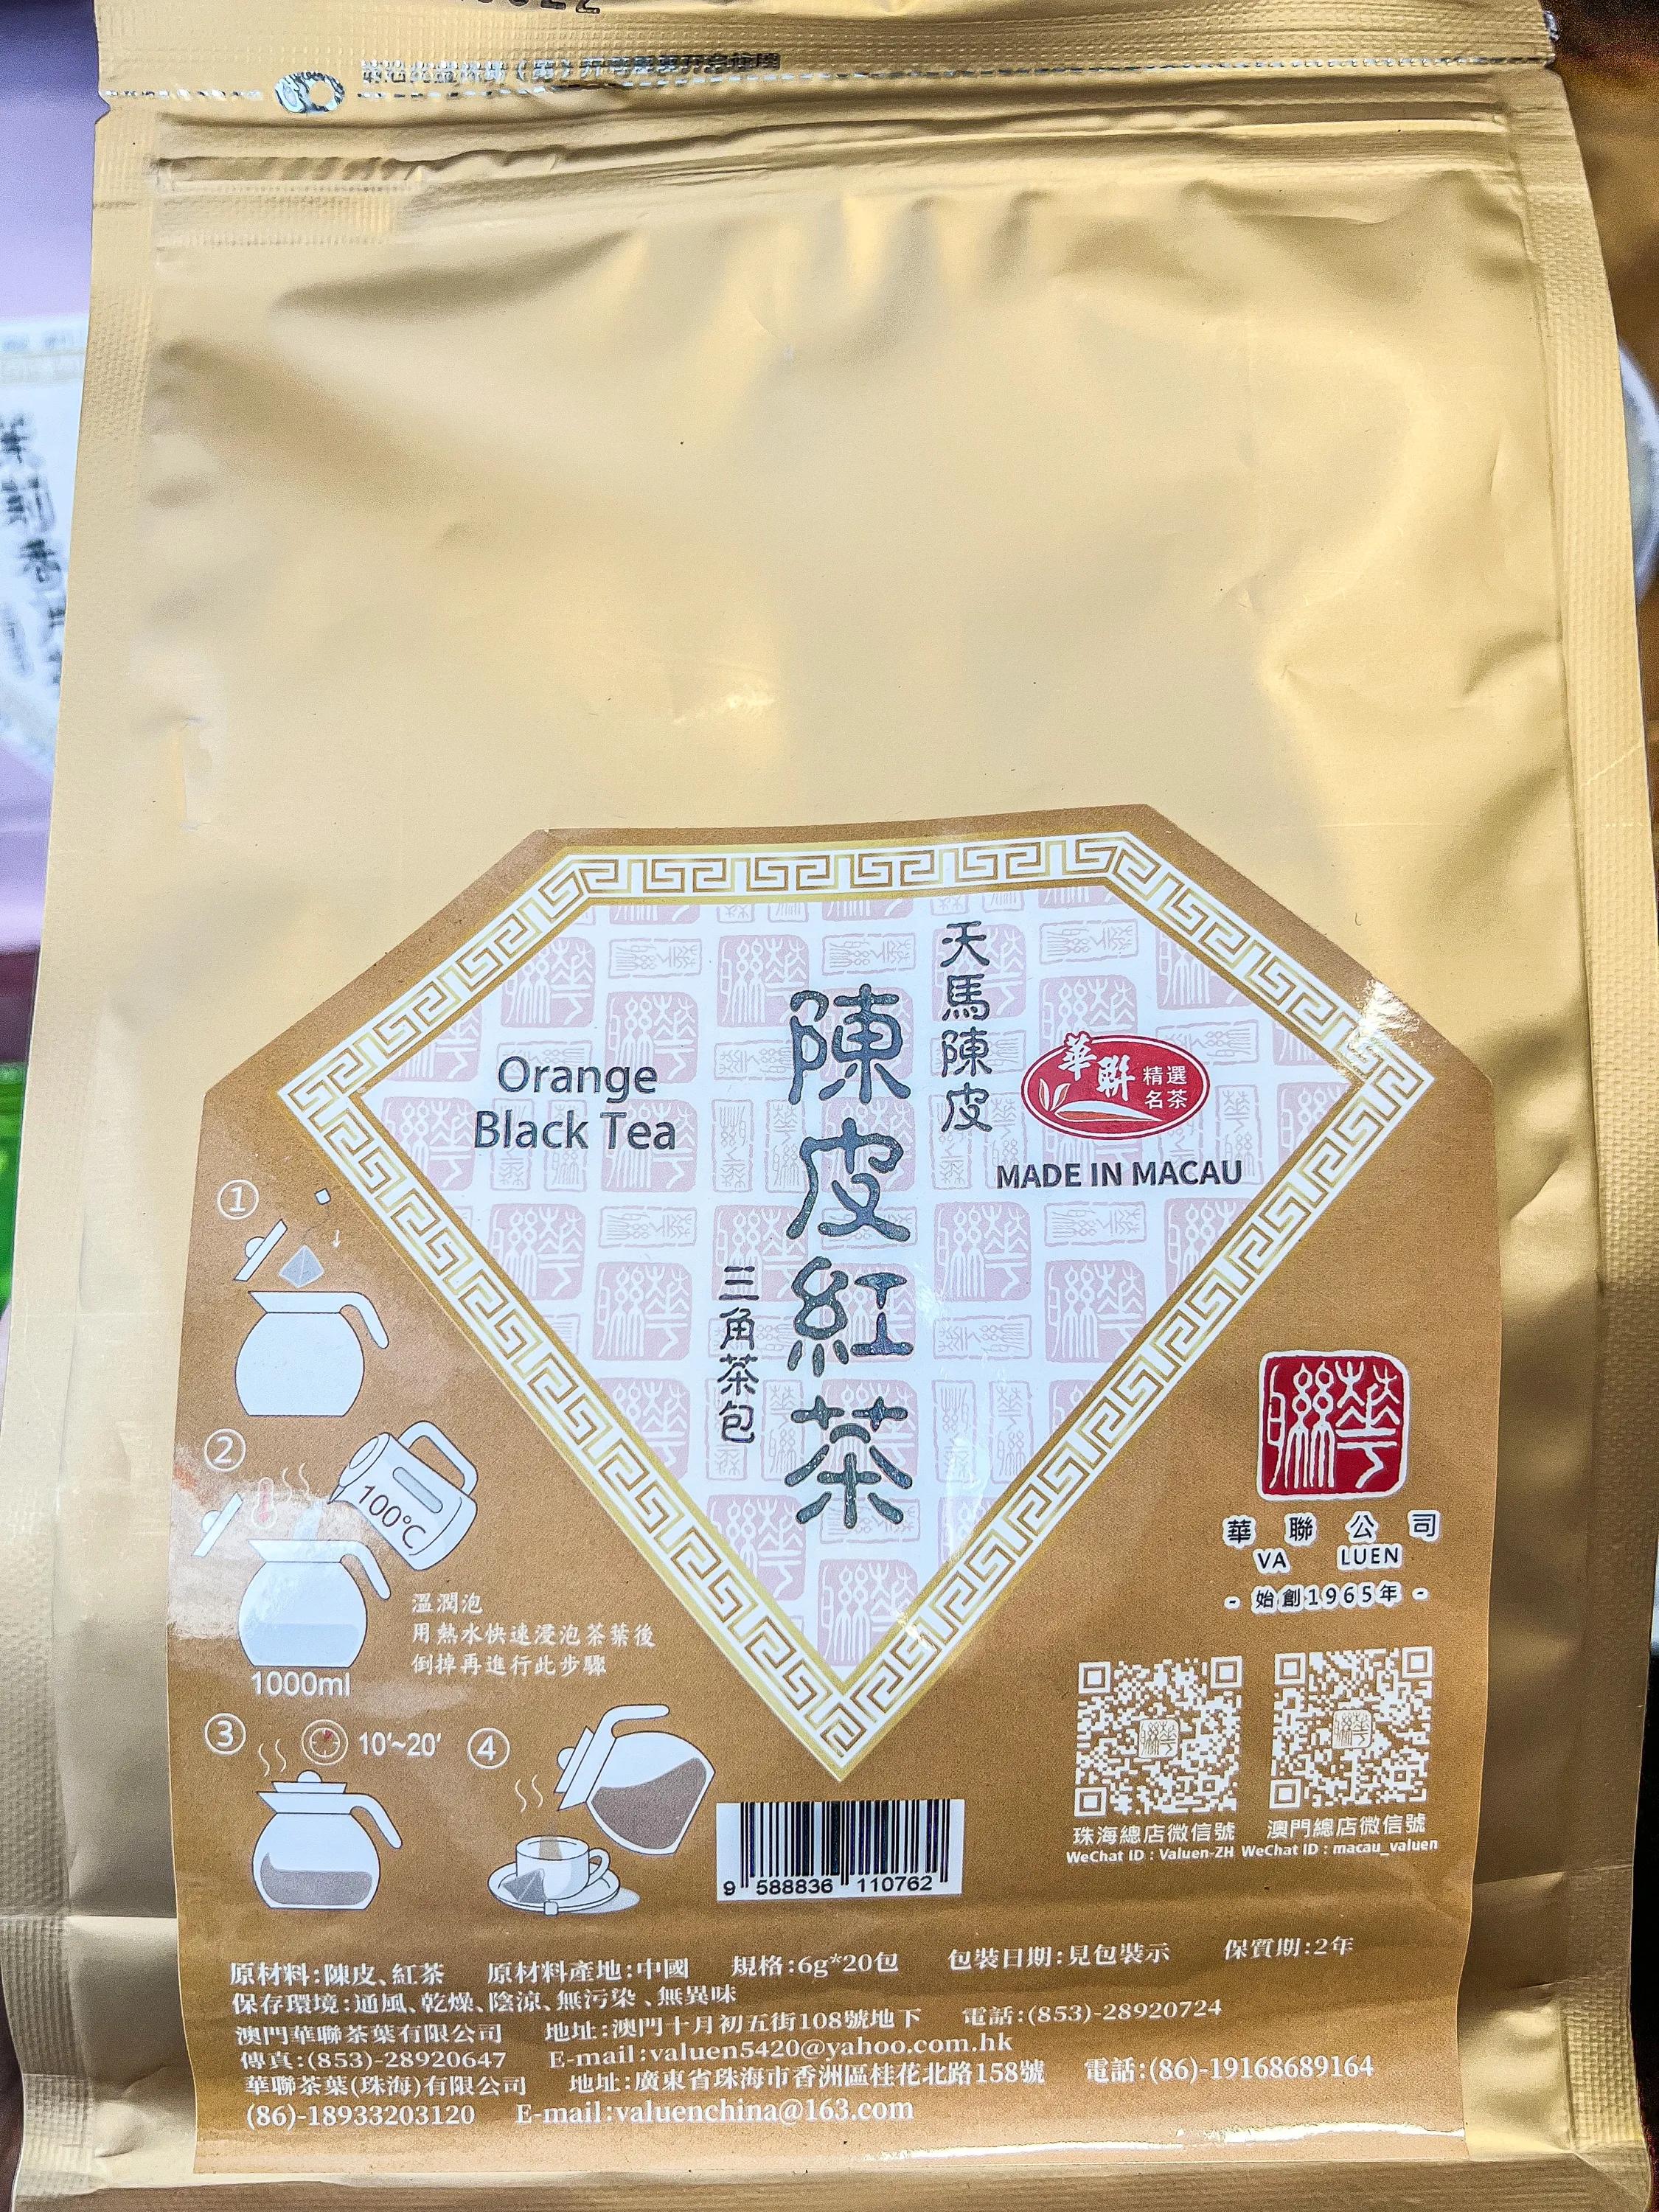 天馬陳皮
陳皮紅茶
三角茶包
Orange
Black Tea
華聯
精選
名茶
MADE IN MACAU
①
②
100℃
1000ml
溫潤泡
用熱水快速浸泡茶葉後
倒掉再進行此步驟
③
10'~20'
④
華聯
華聯公司
VA LUEN
- 始創1965年 -
珠海總店微信號
WeChat ID : Valuen-ZH
澳門總店微信號
WeChat ID : macau_valuen
9 588836 110762
原材料:陳皮、紅茶 原材料產地:中國 規格:6g*20包 包裝日期:見包裝示 保質期:2年
保存環境:通風、乾燥、陰涼、無污染、無異味
澳門華聯茶葉有限公司 地址:澳門十月初五街108號地下 電話:(853)-28920724
傳真:(853)-28920647 E-mail:valuen5420@yahoo.com.hk
華聯茶葉(珠海)有限公司 地址:廣東省珠海市香洲區桂花北路158號 電話:(86)-19168689164
(86)-18933203120 E-mail:valuenchina@163.com